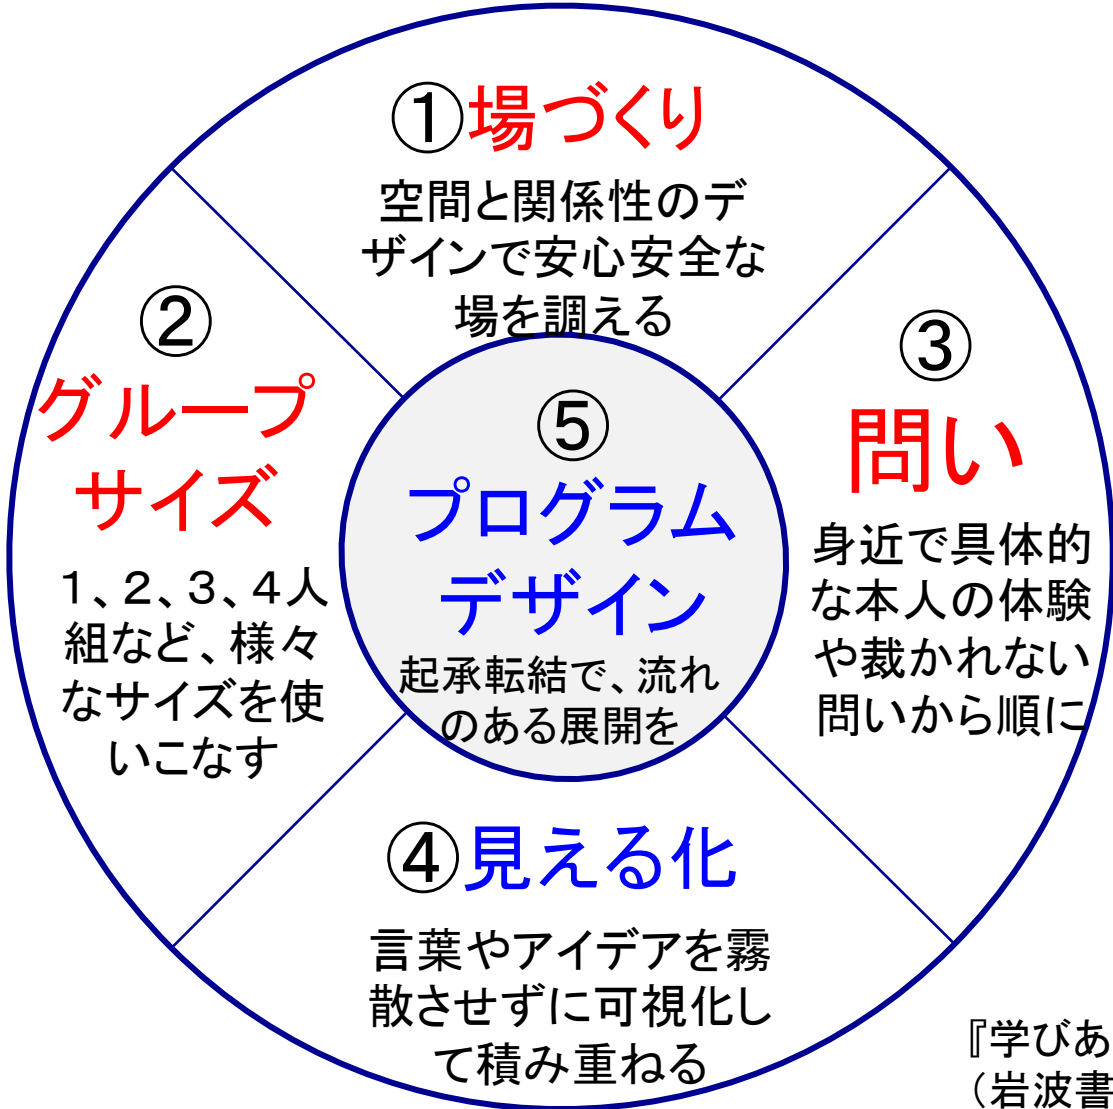 ①場づくり
空間と関係性のデ
ザインで安心安全な
場を調える
②
グループ
サイズ
１、２、３、４人
組など、様々
なサイズを使
いこなす
③
問い
身近で具体的
な本人の体験
や裁かれない
問いから順に
⑤
プログラム
デザイン
起承転結で、流れ
のある展開を
④見える化
言葉やアイデアを霧
散させずに可視化し
て積み重ねる
『学びあ
（岩波書